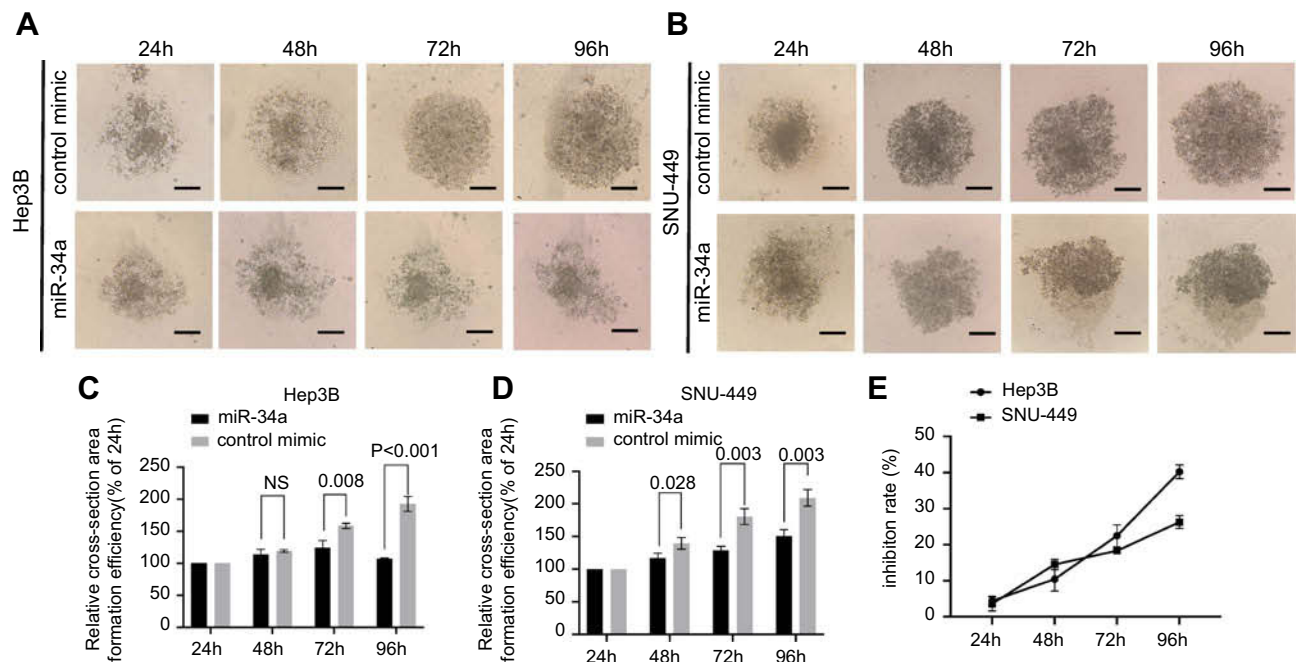 A
24h 48h 72h 96h
Hep3B
control mimic
miR-34a
B
24h 48h 72h 96h
SNU-449
control mimic
miR-34a
C
Hep3B
miR-34a
control mimic
Relative cross-section area
formation efficiency(% of 24h)
250
200
150
100
50
0
NS
0.008
P<0.001
24h 48h 72h 96h
D
SNU-449
miR-34a
control mimic
Relative cross-section area
formation efficiency(% of 24h)
250
200
150
100
50
0
0.028
0.003
0.003
24h 48h 72h 96h
E
Hep3B
SNU-449
inhibiton rate (%)
50
40
30
20
10
0
24h 48h 72h 96h